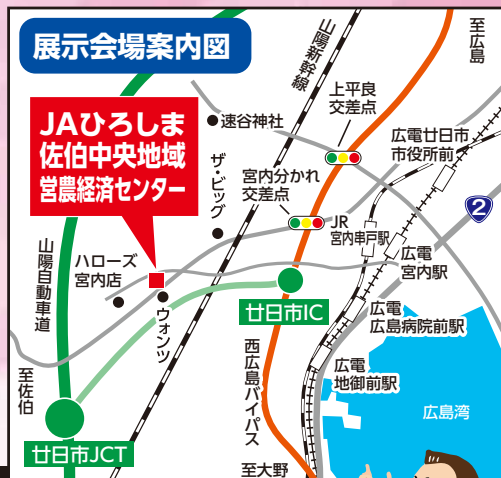 展示会場案内図
山陽新幹線
至広島
JAひろしま
佐伯中央地域
営農経済センター
速谷神社
上平良
交差点
広電廿日市
市役所前
ザ・ビッグ
宮内分かれ
交差点
2
JR
宮内串戸駅
山陽自動車道
ハローズ
宮内店
ウォンツ
広電
宮内駅
廿日市IC
広電
広島病院前駅
西広島バイパス
広電
地御前駅
至佐伯
広島湾
廿日市JCT
至大野